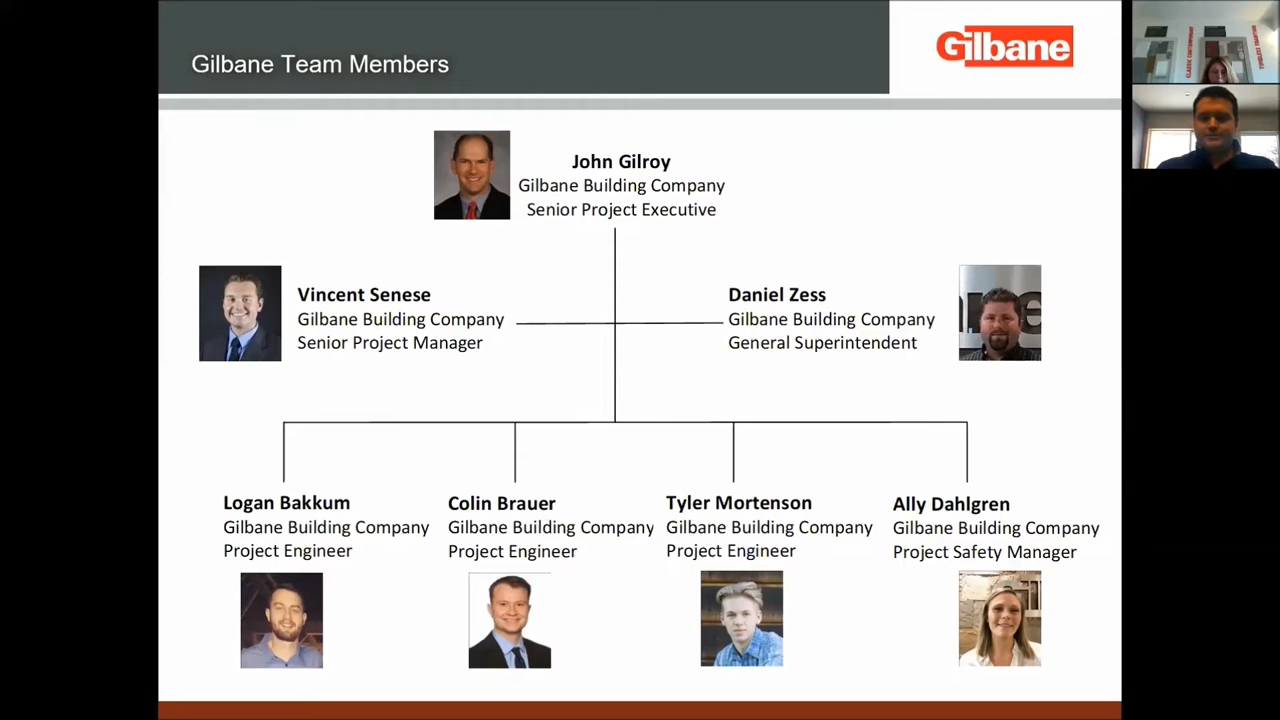 Gilbane Team Members
Gilbane
John Gilroy
Gilbane Building Company
Senior Project Executive
Vincent Senese
Gilbane Building Company
Senior Project Manager
Daniel Zess
Gilbane Building Company
General Superintendent
Logan Bakkum
Gilbane Building Company
Project Engineer
Colin Brauer
Gilbane Building Company
Project Engineer
Tyler Mortenson
Gilbane Building Company
Project Engineer
Ally Dahlgren
Gilbane Building Company
Project Safety Manager